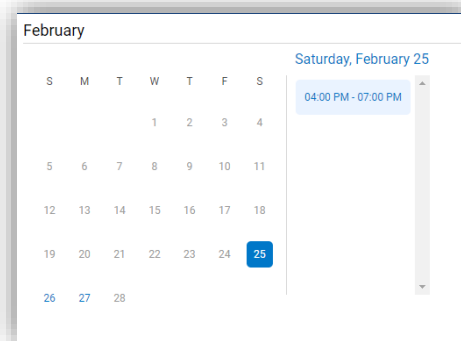 February
Saturday, February 25
S M T W T F S
04:00 PM - 07:00 PM
1 2 3 4
5 6 7 8 9 10 11
12 13 14 15 16 17 18
19 20 21 22 23 24 25
26 27 28